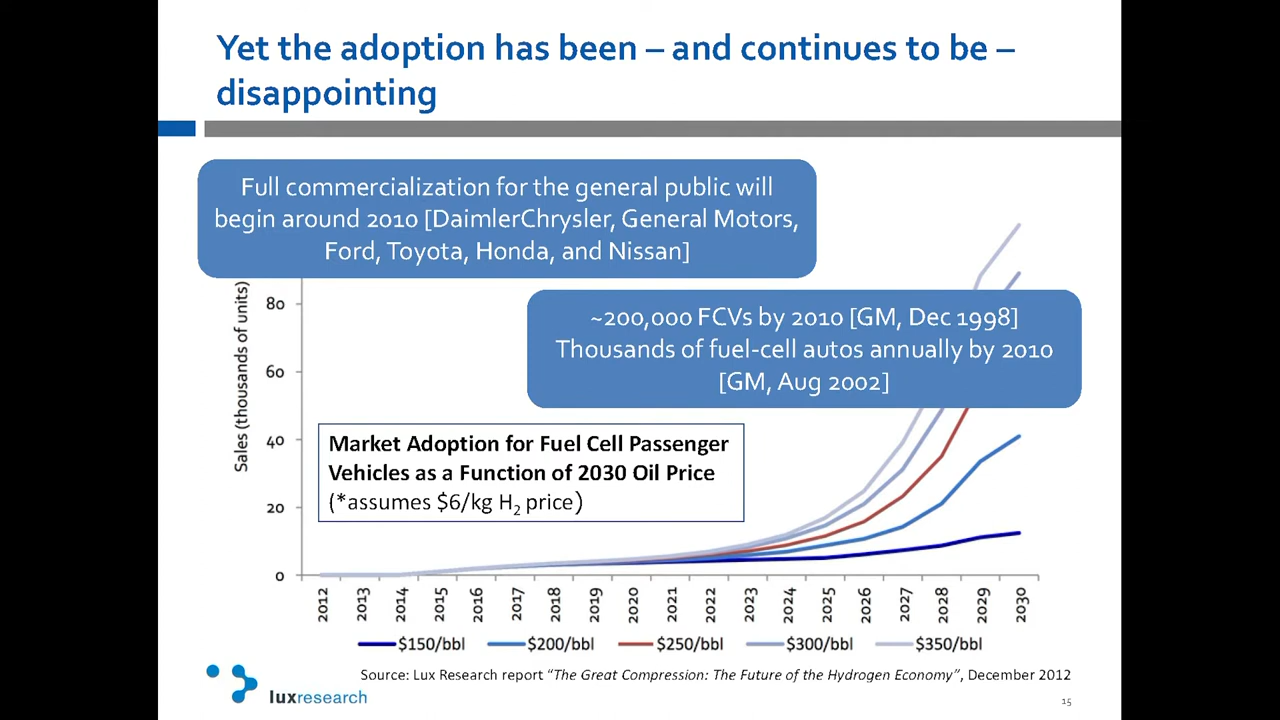 Yet the adoption has been – and continues to be –
disappointing
Full commercialization for the general public will
begin around 2010 [DaimlerChrysler, General Motors,
Ford, Toyota, Honda, and Nissan]
~200,000 FCVs by 2010 [GM, Dec 1998]
Thousands of fuel-cell autos annually by 2010
[GM, Aug 2002]
Sales (thousands of units)
80
60
40
20
0
Market Adoption for Fuel Cell Passenger
Vehicles as a Function of 2030 Oil Price
(*assumes $6/kg H₂ price)
2012 2013 2014 2015 2016 2017 2018 2019 2020 2021 2022 2023 2024 2025 2026 2027 2028 2029 2030
$150/bbl $200/bbl $250/bbl $300/bbl $350/bbl
Source: Lux Research report “The Great Compression: The Future of the Hydrogen Economy”, December 2012
luxresearch
15